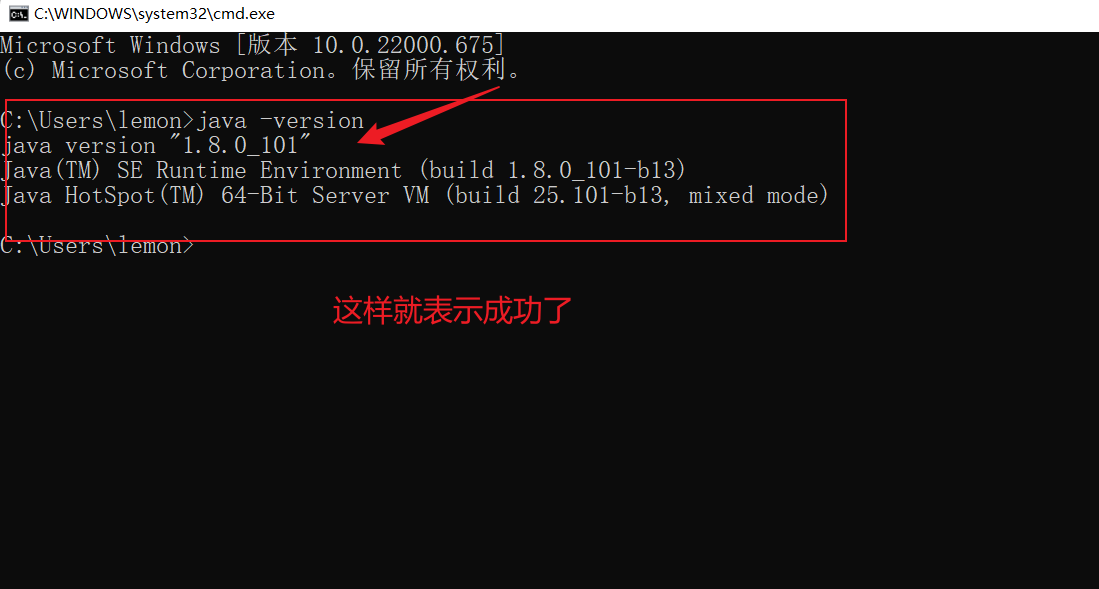 C:\WINDOWS\system32\cmd.exe
Microsoft Windows [版本 10.0.22000.675]
(c) Microsoft Corporation。保留所有权利。
C:\Users\lemon>java -version
java version "1.8.0_101"
Java(TM) SE Runtime Environment (build 1.8.0_101-b13)
Java HotSpot(TM) 64-Bit Server VM (build 25.101-b13, mixed mode)
C:\Users\lemon>
这样就表示成功了